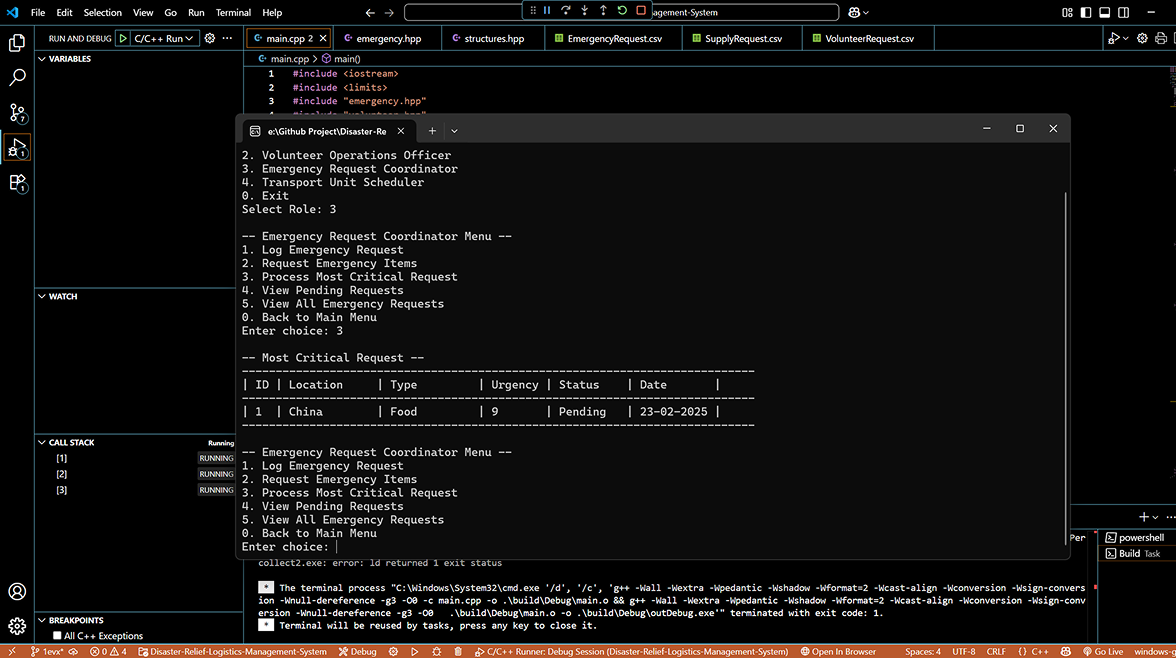 File Edit Selection View Go Run Terminal Help
agement-System
RUN AND DEBUG C/C++ Run
main.cpp 2 emergency.hpp structures.hpp EmergencyRequest.csv SupplyRequest.csv VolunteerRequest.csv
VARIABLES
main.cpp > main()
1 #include <iostream>
2 #include <limits>
3 #include "emergency.hpp"
e:\Github Project\Disaster-Re
2. Volunteer Operations Officer
3. Emergency Request Coordinator
4. Transport Unit Scheduler
0. Exit
Select Role: 3
-- Emergency Request Coordinator Menu --
1. Log Emergency Request
2. Request Emergency Items
3. Process Most Critical Request
4. View Pending Requests
5. View All Emergency Requests
0. Back to Main Menu
Enter choice: 3
-- Most Critical Request --
| ID | Location | Type | Urgency | Status | Date |
| 1 | China | Food | 9 | Pending | 23-02-2025 |
-- Emergency Request Coordinator Menu --
1. Log Emergency Request
2. Request Emergency Items
3. Process Most Critical Request
4. View Pending Requests
5. View All Emergency Requests
0. Back to Main Menu
Enter choice:
WATCH
CALL STACK Running
[1] RUNNING
[2] RUNNING
[3] RUNNING
BREAKPOINTS
All C++ Exceptions
7
1
1
Per
powershell
Build Task
collect2.exe: error: ld returned 1 exit status
* The terminal process "C:\Windows\System32\cmd.exe '/d', '/c', 'g++ -Wall -Wextra -Wpedantic -Wshadow -Wformat=2 -Wcast-align -Wconversion -Wsign-convers
ion -Wnull-dereference -g3 -O0 -c main.cpp -o .\build\Debug\main.o && g++ -Wall -Wextra -Wpedantic -Wshadow -Wformat=2 -Wcast-align -Wconversion -Wsign-conv
ersion -Wnull-dereference -g3 -O0 .\build\Debug\main.o -o .\build\Debug\outDebug.exe'" terminated with exit code: 1.
* Terminal will be reused by tasks, press any key to close it.
1evx* 0 4 Disaster-Relief-Logistics-Management-System Debug C/C++ Runner: Debug Session (Disaster-Relief-Logistics-Management-System) Open In Browser Spaces: 4 UTF-8 CRLF {} C++ Go Live windows-